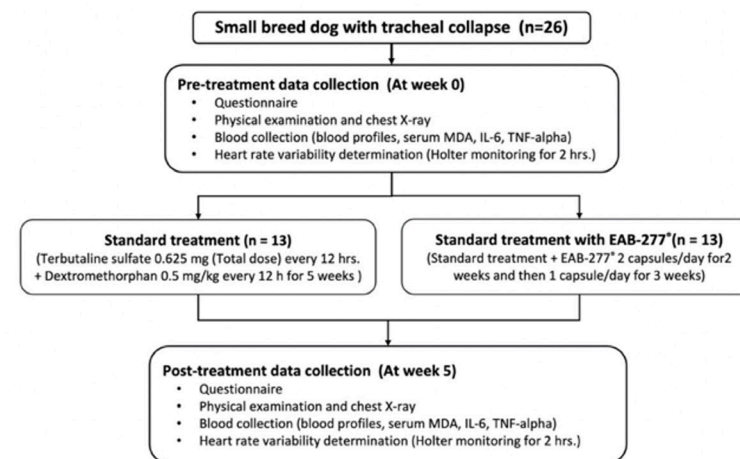 Small breed dog with tracheal collapse (n=26)
Pre-treatment data collection (At week 0)
• Questionnaire
• Physical examination and chest X-ray
• Blood collection (blood profiles, serum MDA, IL-6, TNF-alpha)
• Heart rate variability determination (Holter monitoring for 2 hrs.)
Standard treatment (n = 13)
(Terbutaline sulfate 0.625 mg (Total dose) every 12 hrs.
+ Dextromethorphan 0.5 mg/kg every 12 h for 5 weeks )
Standard treatment with EAB-277®(n = 13)
(Standard treatment + EAB-277® 2 capsules/day for2
weeks and then 1 capsule/day for 3 weeks)
Post-treatment data collection (At week 5)
• Questionnaire
• Physical examination and chest X-ray
• Blood collection (blood profiles, serum MDA, IL-6, TNF-alpha)
• Heart rate variability determination (Holter monitoring for 2 hrs.)